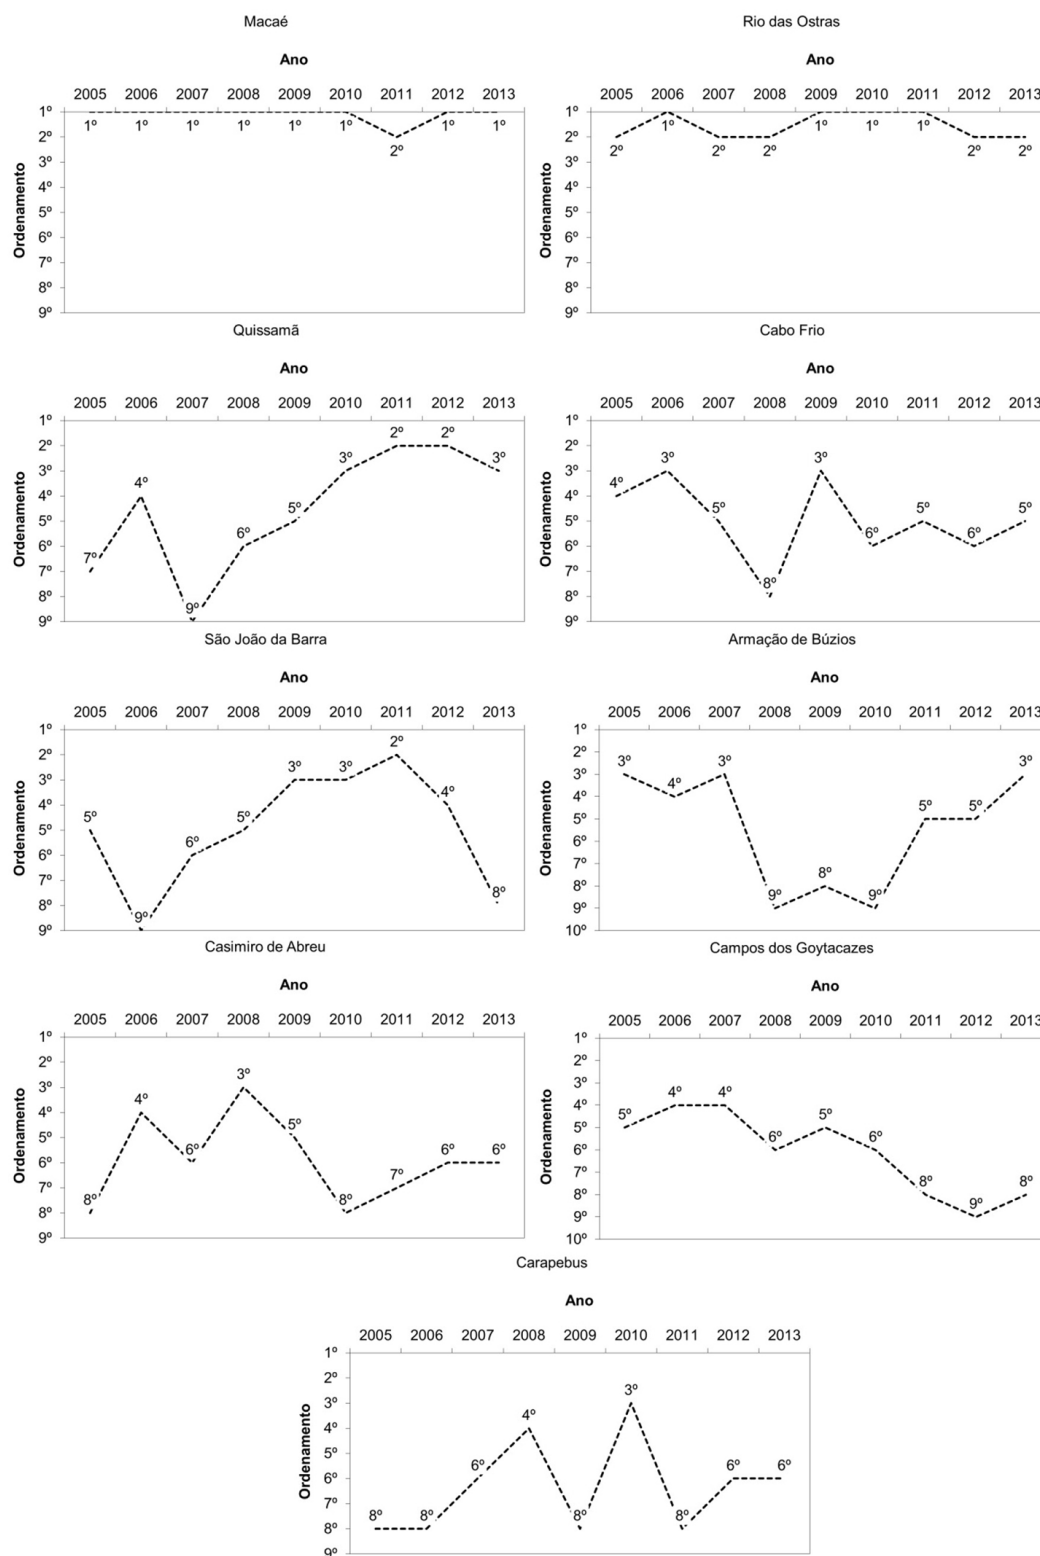 Macaé
Ano
2005 2006 2007 2008 2009 2010 2011 2012 2013
Ordenamento
1º
2º
3º
4º
5º
6º
7º
8º
9º
1º 1º 1º 1º 1º 1º 2º 1º 1º
Rio das Ostras
Ano
2005 2006 2007 2008 2009 2010 2011 2012 2013
Ordenamento
1º
2º
3º
4º
5º
6º
7º
8º
9º
2º 1º 2º 2º 1º 1º 1º 2º 2º
Quissamã
Ano
2005 2006 2007 2008 2009 2010 2011 2012 2013
Ordenamento
1º
2º
3º
4º
5º
6º
7º
8º
9º
7º 4º 9º 6º 5º 3º 2º 2º 3º
Cabo Frio
Ano
2005 2006 2007 2008 2009 2010 2011 2012 2013
Ordenamento
1º
2º
3º
4º
5º
6º
7º
8º
9º
4º 3º 5º 8º 3º 6º 5º 6º 5º
São João da Barra
Ano
2005 2006 2007 2008 2009 2010 2011 2012 2013
Ordenamento
1º
2º
3º
4º
5º
6º
7º
8º
9º
5º 9º 6º 5º 3º 3º 2º 4º 8º
Armação de Búzios
Ano
2005 2006 2007 2008 2009 2010 2011 2012 2013
Ordenamento
1º
2º
3º
4º
5º
6º
7º
8º
9º
10º
3º 4º 3º 9º 8º 9º 5º 5º 3º
Casimiro de Abreu
Ano
2005 2006 2007 2008 2009 2010 2011 2012 2013
Ordenamento
1º
2º
3º
4º
5º
6º
7º
8º
9º
8º 4º 6º 3º 5º 8º 7º 6º 6º
Campos dos Goytacazes
Ano
2005 2006 2007 2008 2009 2010 2011 2012 2013
Ordenamento
1º
2º
3º
4º
5º
6º
7º
8º
9º
10º
5º 4º 4º 6º 5º 6º 8º 9º 8º
Carapebus
Ano
2005 2006 2007 2008 2009 2010 2011 2012 2013
Ordenamento
1º
2º
3º
4º
5º
6º
7º
8º
9º
8º 8º 6º 4º 8º 3º 8º 6º 6º